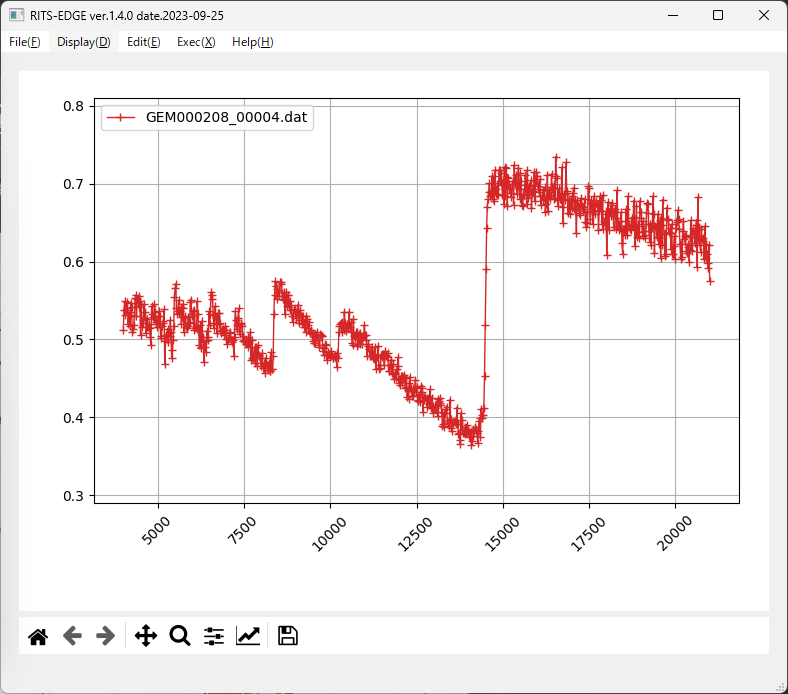 RITS-EDGE ver.1.4.0 date.2023-09-25
File(F) Display(D) Edit(E) Exec(X) Help(H)
GEM000208_00004.dat
0.8
0.7
0.6
0.5
0.4
0.3
5000 7500 10000 12500 15000 17500 20000